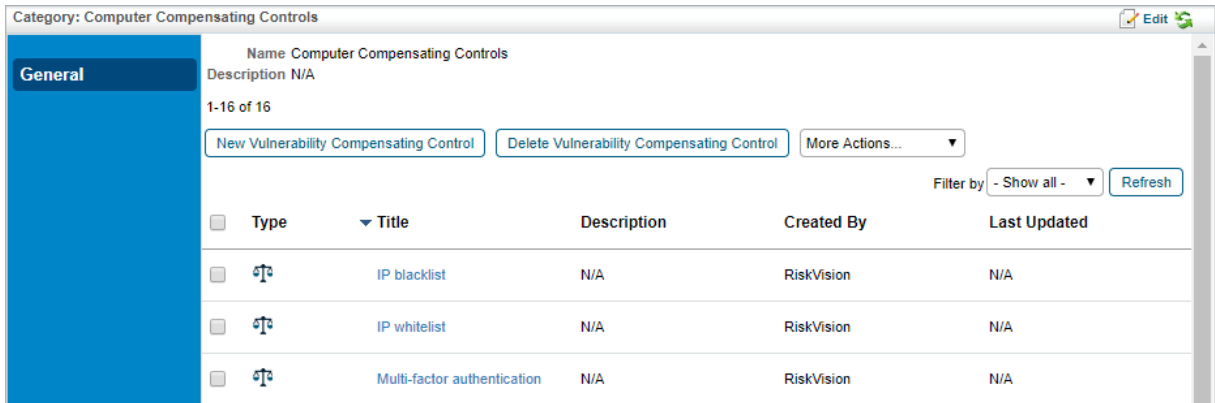 Category: Computer Compensating Controls
Edit
General
Name Computer Compensating Controls
Description N/A
1-16 of 16
New Vulnerability Compensating Control Delete Vulnerability Compensating Control More Actions...
Filter by - Show all - Refresh
Type Title Description Created By Last Updated
IP blacklist N/A RiskVision N/A
IP whitelist N/A RiskVision N/A
Multi-factor authentication N/A RiskVision N/A